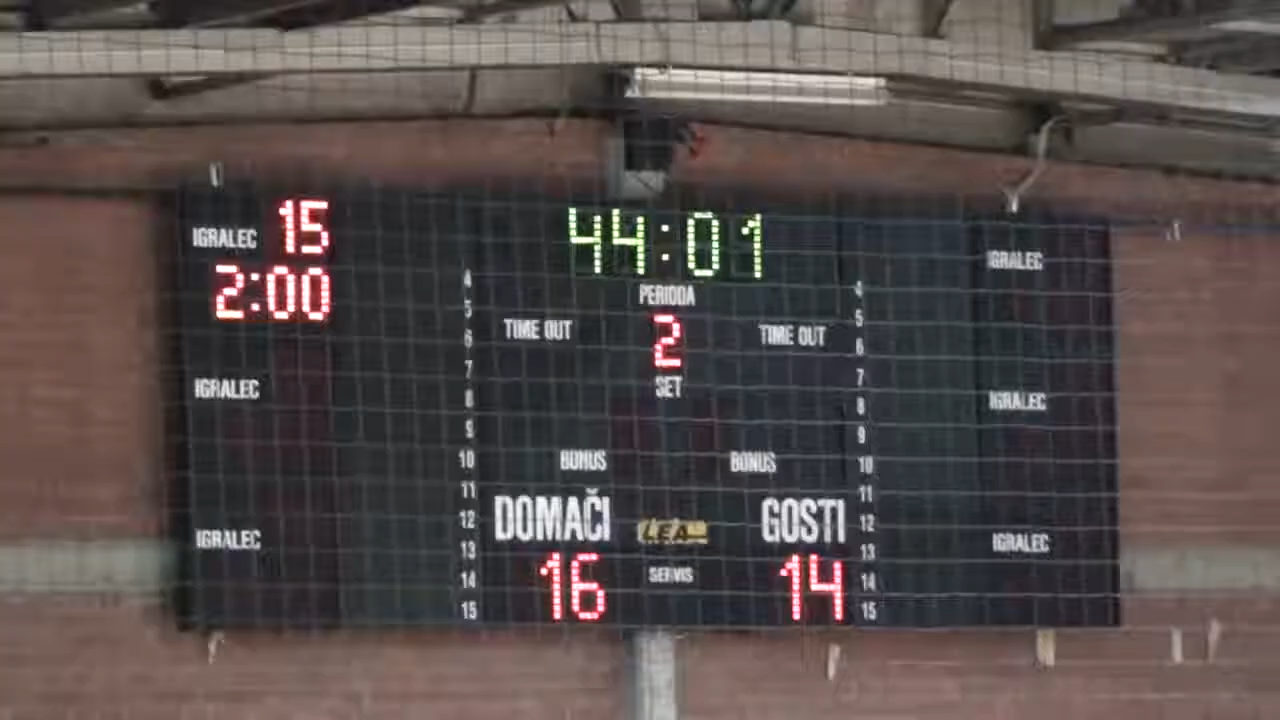 IGRALEC 15
2:00
44:01
IGRALEC
4
5
6
7
8
9
10
11
12
13
14
15
PERIODA
TIME OUT 2 TIME OUT
SET
BONUS BONUS
DOMAČI LEA GOSTI
16 SERVIS 14
4
5
6
7
8
9
10
11
12
13
14
15
IGRALEC
IGRALEC
IGRALEC
IGRALEC